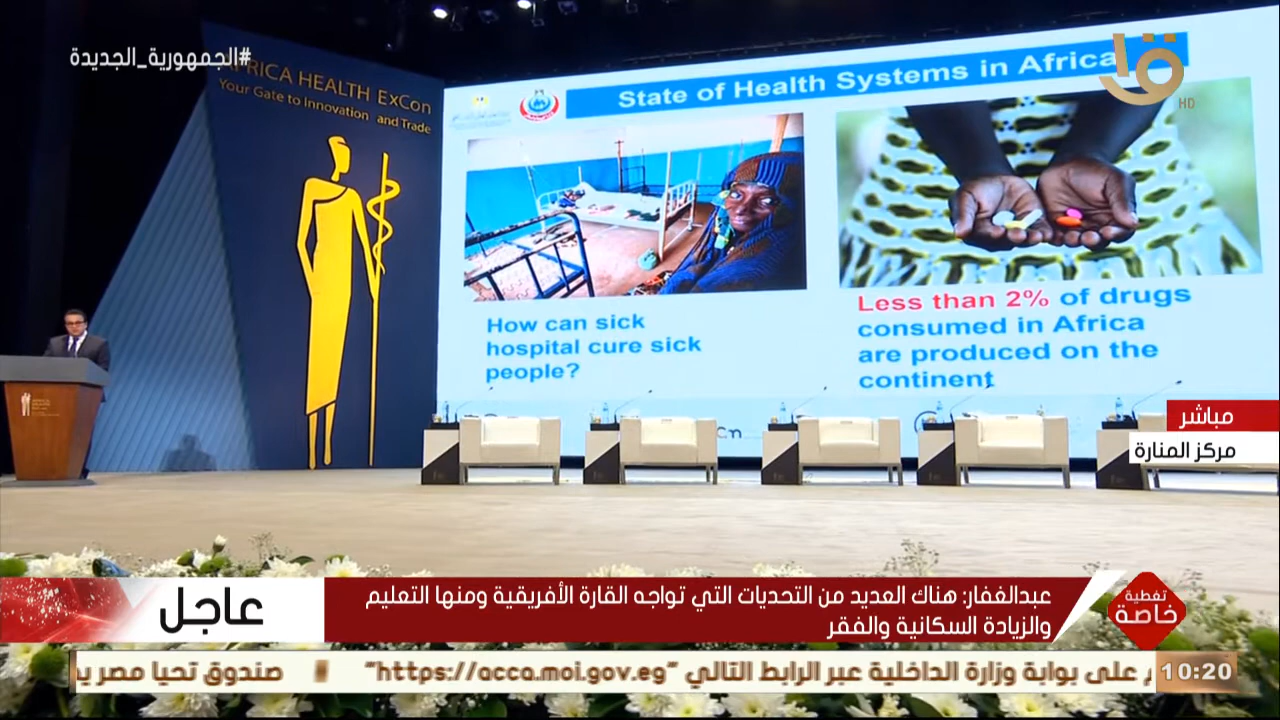 #الجمهورية_الجديدة
AFRICA HEALTH ExCon
Your Gate to Innovation and Trade
State of Health Systems in Africa
HD
How can sick
hospital cure sick
people?
Less than 2% of drugs
consumed in Africa
are produced on the
continent
مباشر
مركز المنارة
تغطية
خاصة
عبدالغفار: هناك العديد من التحديات التي تواجه القارة الأفريقية ومنها التعليم
والزيادة السكانية والفقر
عاجل
على بوابة وزارة الداخلية عبر الرابط التالي "https://acca.moi.gov.eg" صندوق تحيا مصر
10:20